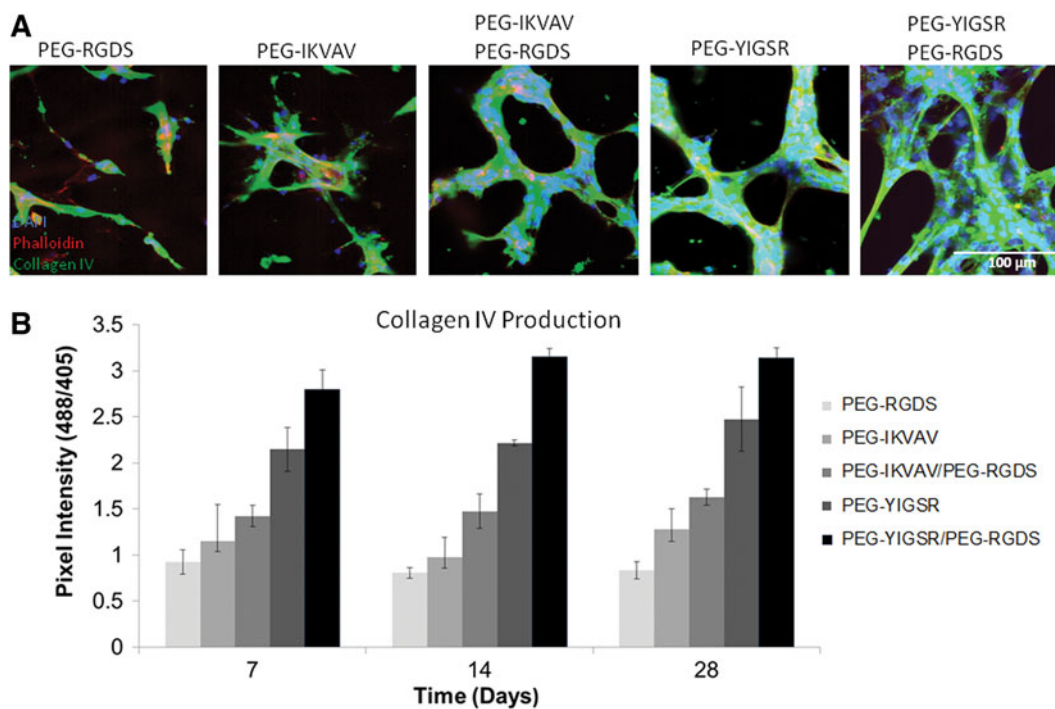 A
PEG-RGDS
PEG-IKVAV
PEG-IKVAV
PEG-RGDS
PEG-YIGSR
PEG-YIGSR
PEG-RGDS
DAPI
Phalloidin
Collagen IV
100 µm
B
Collagen IV Production
Pixel Intensity (488/405)
3.5
3
2.5
2
1.5
1
0.5
0
7
14
28
Time (Days)
PEG-RGDS
PEG-IKVAV
PEG-IKVAV/PEG-RGDS
PEG-YIGSR
PEG-YIGSR/PEG-RGDS